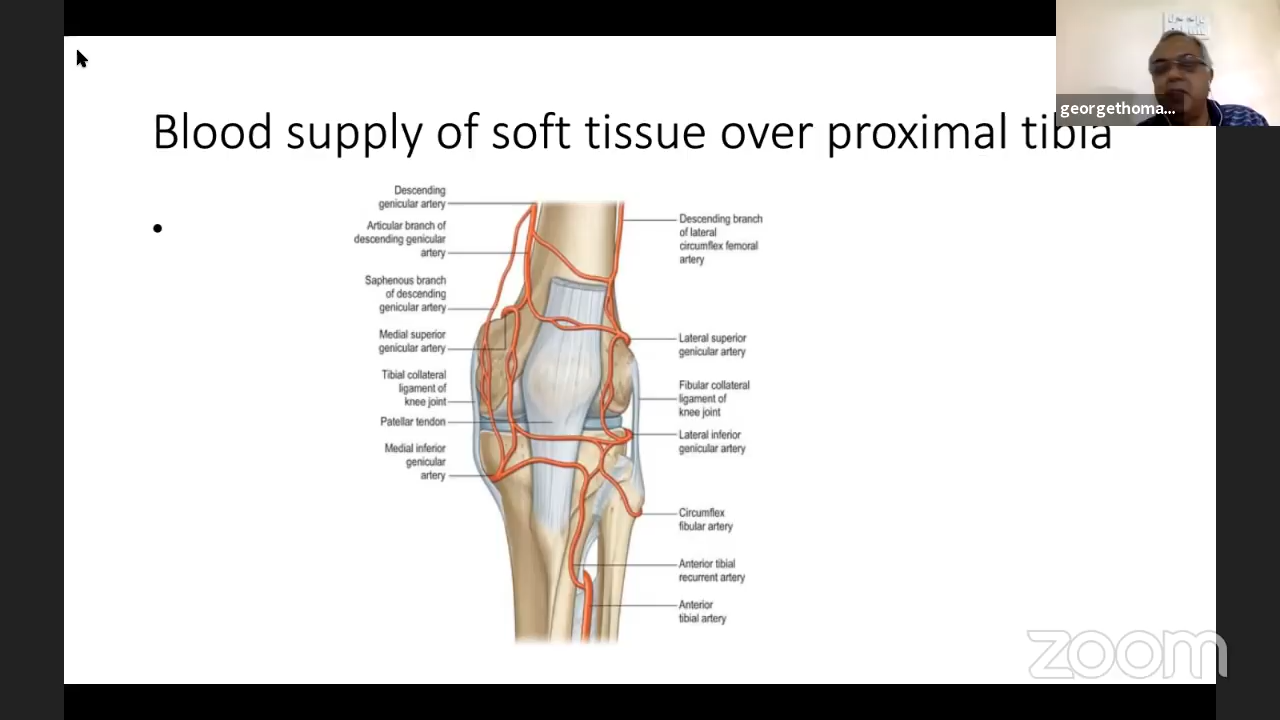 georgethoma...
Blood supply of soft tissue over proximal tibia
Descending
genicular artery
Articular branch of
descending genicular
artery
Saphenous branch
of descending
genicular artery
Medial superior
genicular artery
Tibial collateral
ligament of
knee joint
Patellar tendon
Medial inferior
genicular
artery
Descending branch
of lateral
circumflex femoral
artery
Lateral superior
genicular artery
Fibular collateral
ligament of
knee joint
Lateral inferior
genicular artery
Circumflex
fibular artery
Anterior tibial
recurrent artery
Anterior
tibial artery
zoom